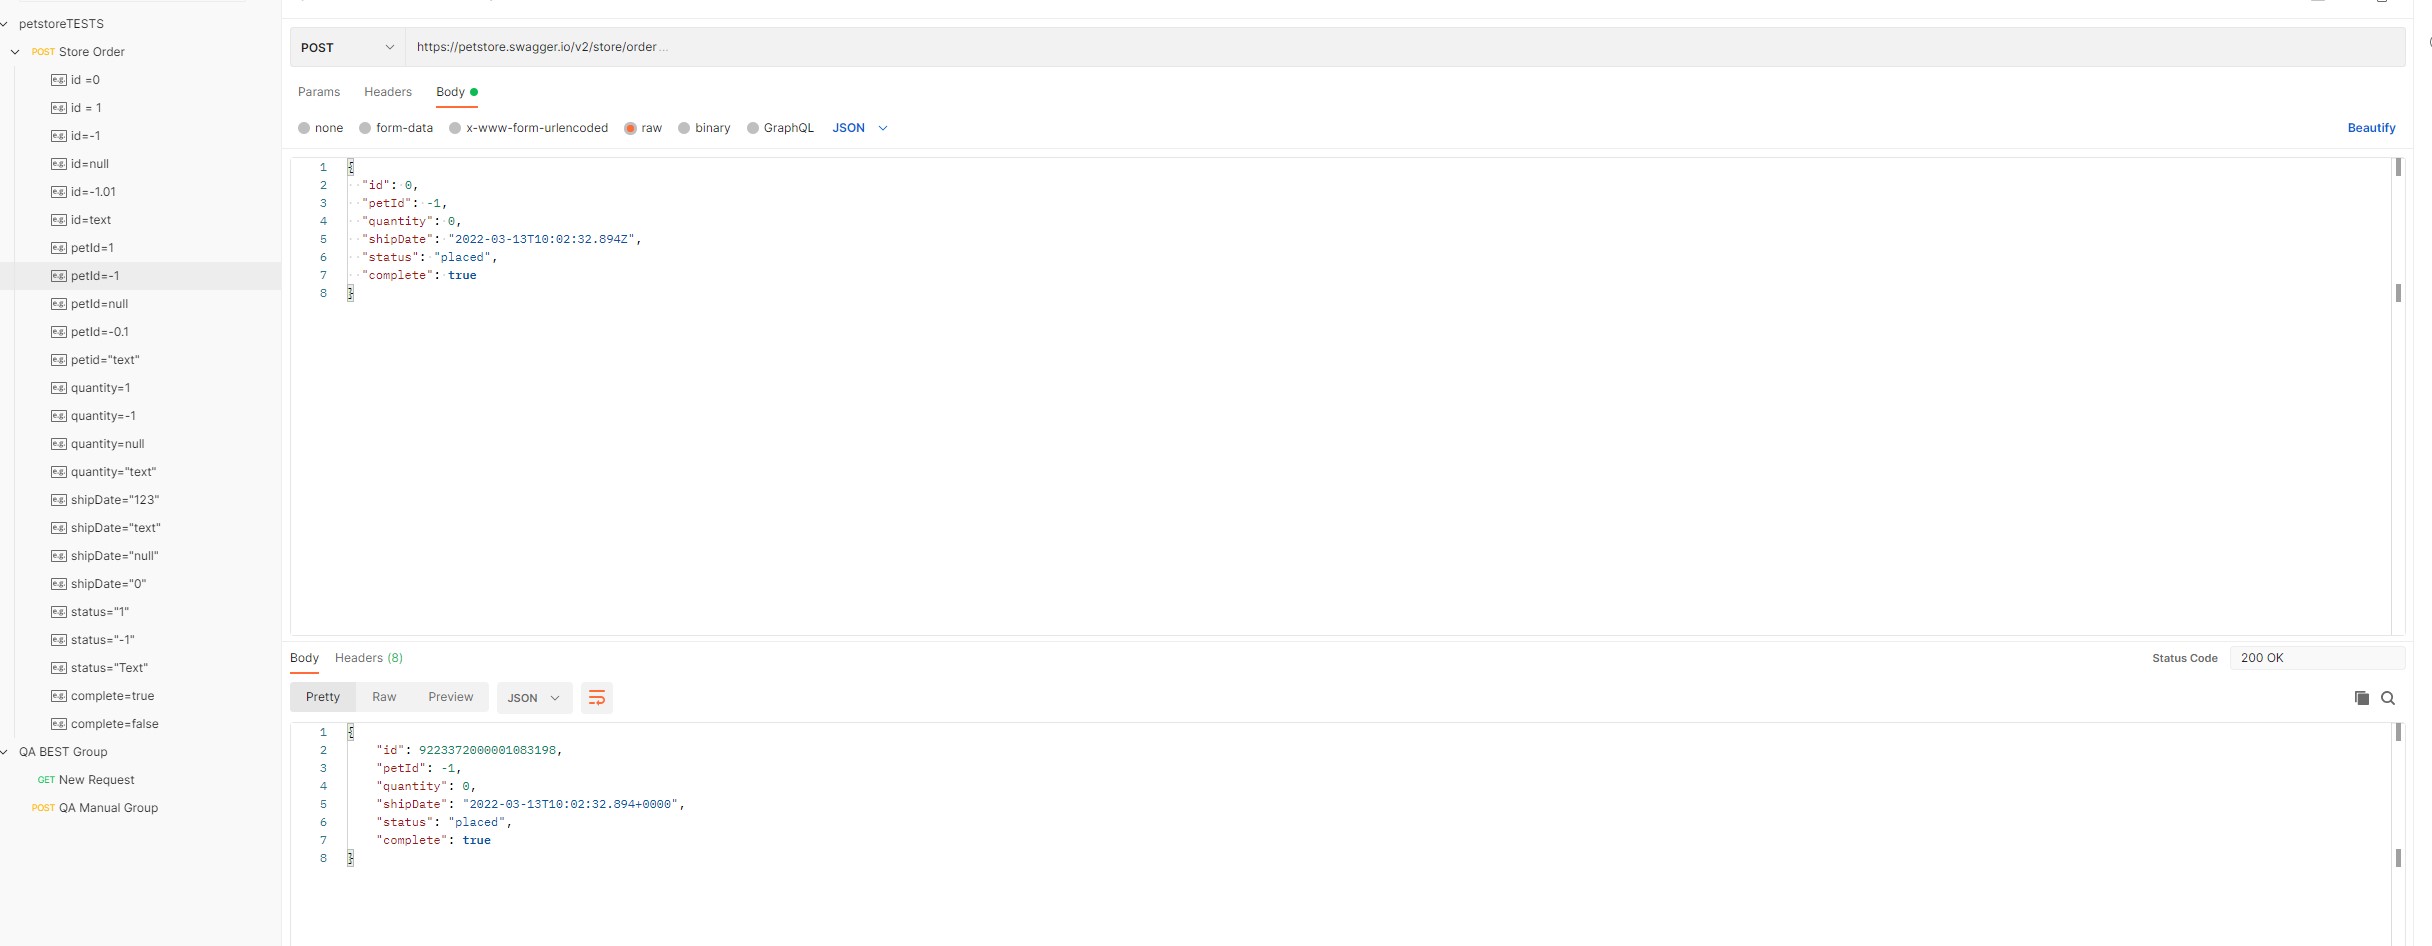 petstoreTESTS
POST Store Order
e.g. id =0
e.g. id = 1
e.g. id=-1
e.g. id=null
e.g. id=-1.01
e.g. id=text
e.g. petId=1
e.g. petId=-1
e.g. petId=null
e.g. petId=-0.1
e.g. petid="text"
e.g. quantity=1
e.g. quantity=-1
e.g. quantity=null
e.g. quantity="text"
e.g. shipDate="123"
e.g. shipDate="text"
e.g. shipDate="null"
e.g. shipDate="0"
e.g. status="1"
e.g. status="-1"
e.g. status="Text"
e.g. complete=true
e.g. complete=false
QA BEST Group
GET New Request
POST QA Manual Group
POST https://petstore.swagger.io/v2/store/order ...
Params Headers Body
none form-data x-www-form-urlencoded raw binary GraphQL JSON Beautify
1 {
2 "id": 0,
3 "petId": -1,
4 "quantity": 0,
5 "shipDate": "2022-03-13T10:02:32.894Z",
6 "status": "placed",
7 "complete": true
8 }
Body Headers (8) Status Code 200 OK
Pretty Raw Preview JSON
1 {
2 "id": 9223372000001083198,
3 "petId": -1,
4 "quantity": 0,
5 "shipDate": "2022-03-13T10:02:32.894+0000",
6 "status": "placed",
7 "complete": true
8 }